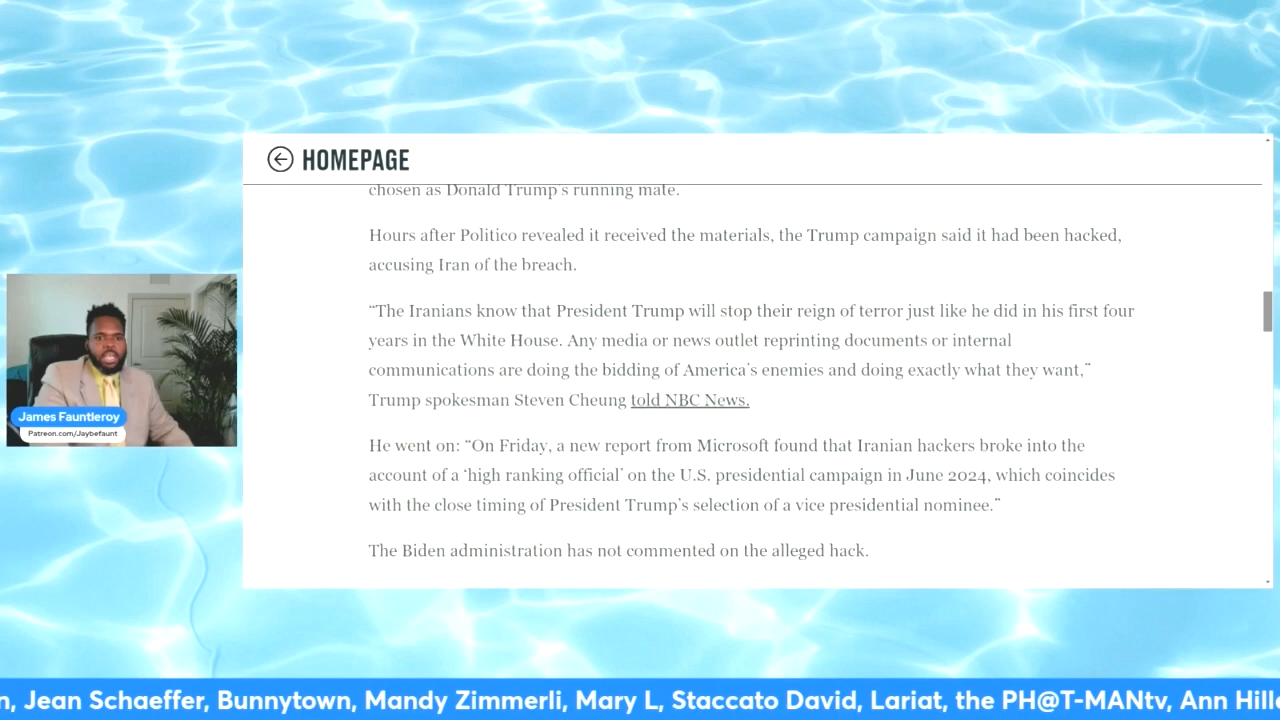 HOMEPAGE
chosen as Donald Trump's running mate.
Hours after Politico revealed it received the materials, the Trump campaign said it had been hacked,
accusing Iran of the breach.
“The Iranians know that President Trump will stop their reign of terror just like he did in his first four
years in the White House. Any media or news outlet reprinting documents or internal
communications are doing the bidding of America's enemies and doing exactly what they want,”
Trump spokesman Steven Cheung told NBC News.
He went on: “On Friday, a new report from Microsoft found that Iranian hackers broke into the
account of a ‘high ranking official’ on the U.S. presidential campaign in June 2024, which coincides
with the close timing of President Trump's selection of a vice presidential nominee.”
The Biden administration has not commented on the alleged hack.
James Fauntleroy
Patreon.com/Jaybefaunt
n, Jean Schaeffer, Bunnytown, Mandy Zimmerli, Mary L, Staccato David, Lariat, the PH@T-MANtv, Ann Hill